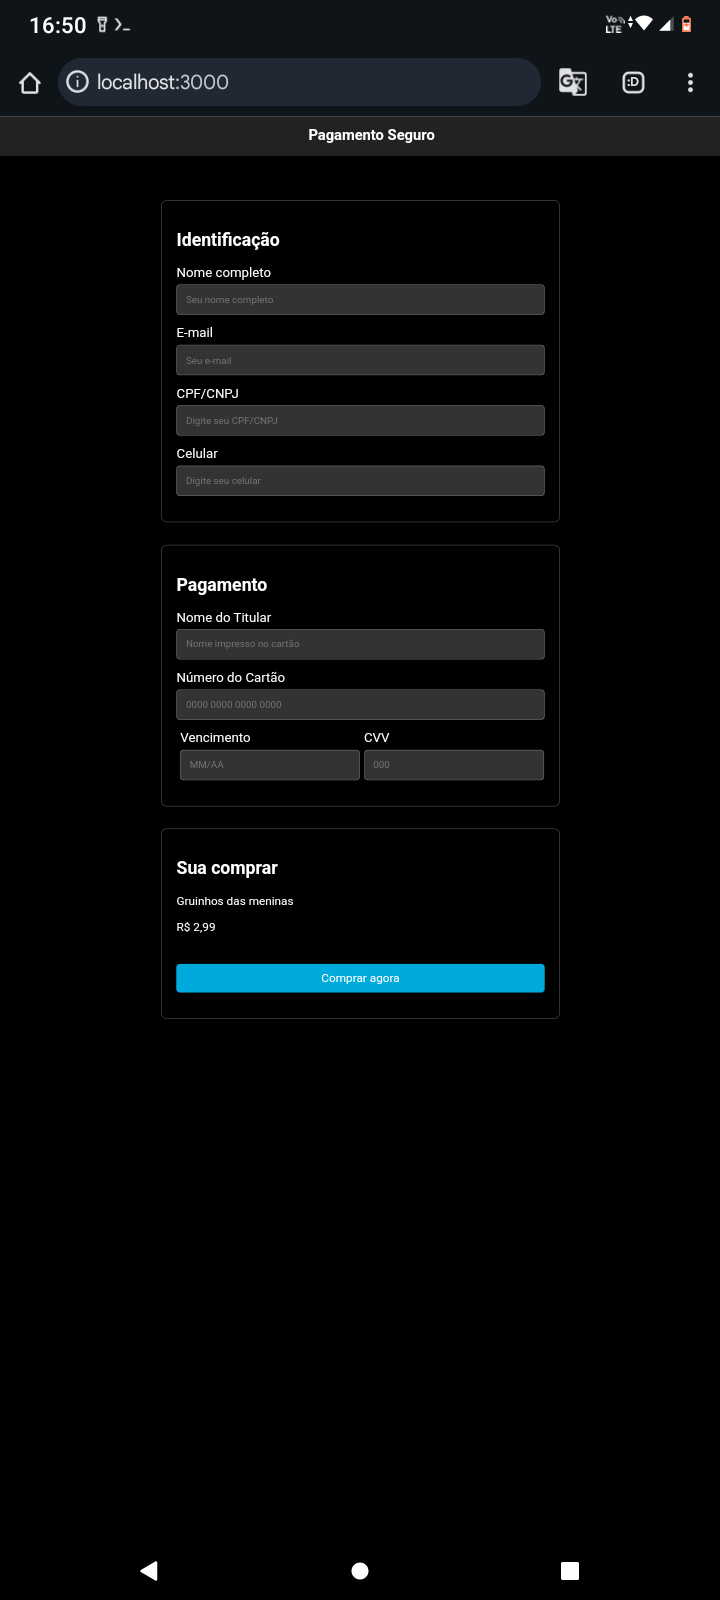 16:50
Vo LTE
localhost:3000
:D
Pagamento Seguro
Identificação
Nome completo
Seu nome completo
E-mail
Seu e-mail
CPF/CNPJ
Digite seu CPF/CNPJ
Celular
Digite seu celular
Pagamento
Nome do Titular
Nome impresso no cartão
Número do Cartão
0000 0000 0000 0000
Vencimento CVV
MM/AA 000
Sua comprar
Gruinhos das meninas
R$ 2,99
Comprar agora